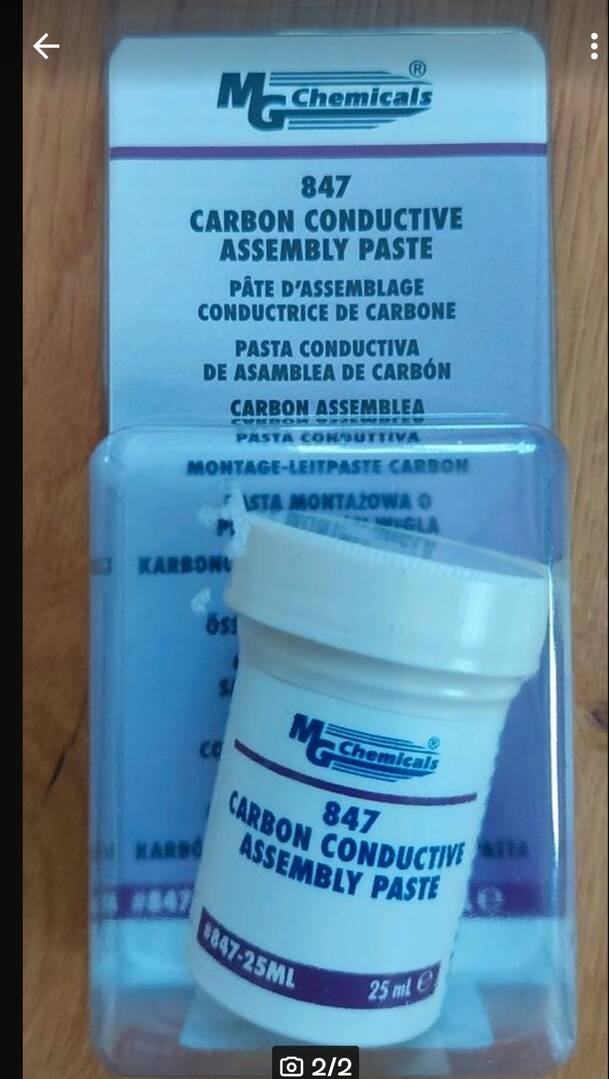 MG Chemicals®
847
CARBON CONDUCTIVE
ASSEMBLY PASTE
PÂTE D'ASSEMBLAGE
CONDUCTRICE DE CARBONE
PASTA CONDUCTIVA
DE ASAMBLEA DE CARBÓN
CARBON ASSEMBLEA
PASTA CONDUTTIVA
MONTAGE-LEITPASTE CARBON
MONTAŻOWA O
#847
MG Chemicals®
847
CARBON CONDUCTIVE
ASSEMBLY PASTE
#847-25ML
25 mL ℮
2/2